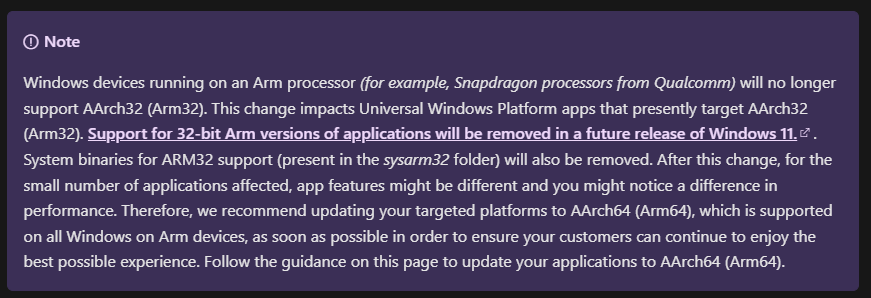 Note
Windows devices running on an Arm processor (for example, Snapdragon processors from Qualcomm) will no longer
support AArch32 (Arm32). This change impacts Universal Windows Platform apps that presently target AArch32
(Arm32). Support for 32-bit Arm versions of applications will be removed in a future release of Windows 11. .
System binaries for ARM32 support (present in the sysarm32 folder) will also be removed. After this change, for the
small number of applications affected, app features might be different and you might notice a difference in
performance. Therefore, we recommend updating your targeted platforms to AArch64 (Arm64), which is supported
on all Windows on Arm devices, as soon as possible in order to ensure your customers can continue to enjoy the
best possible experience. Follow the guidance on this page to update your applications to AArch64 (Arm64).